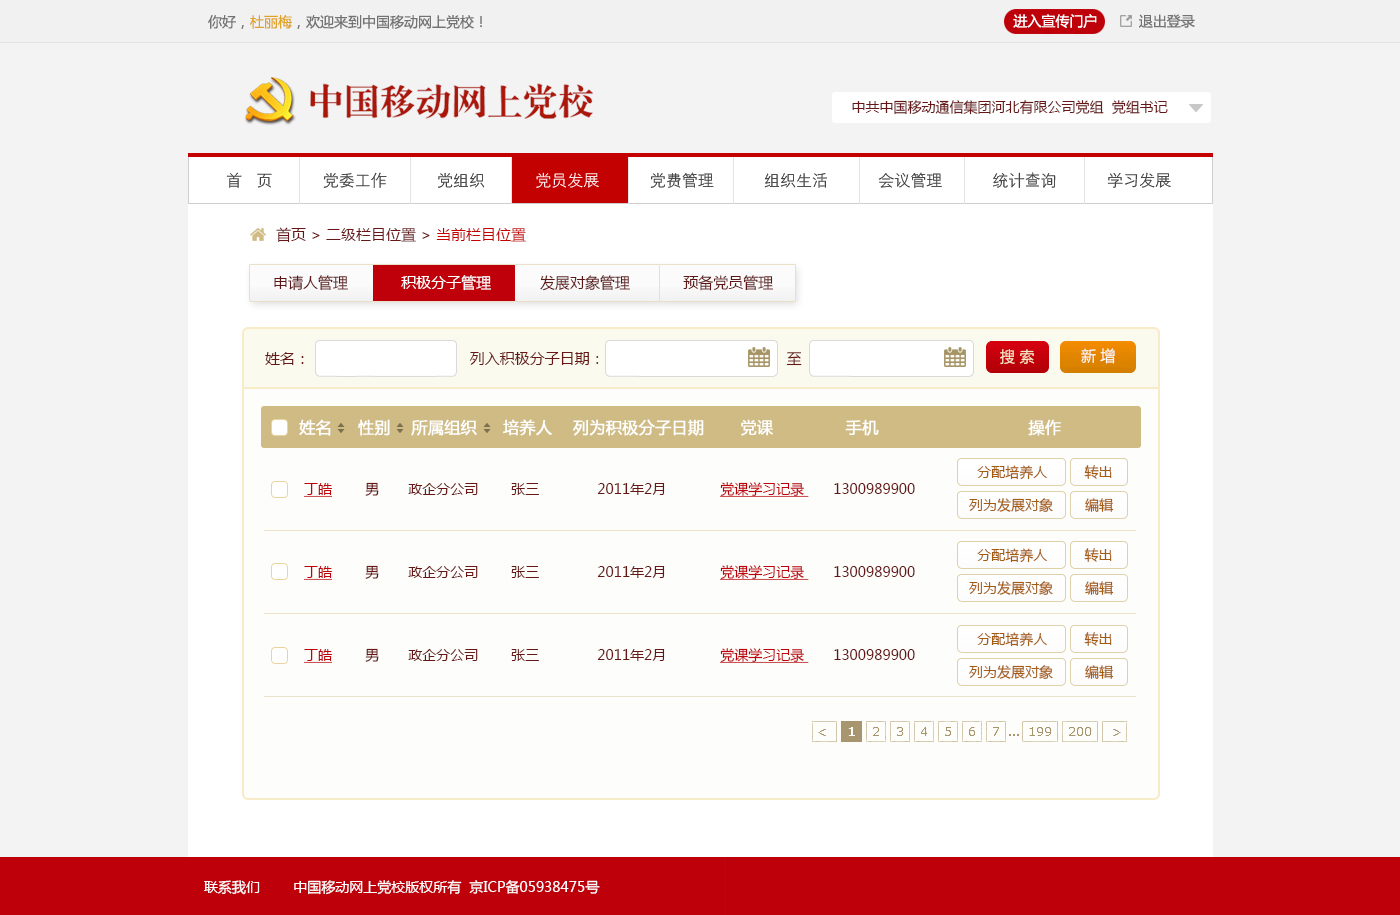 你好，杜丽梅，欢迎来到中国移动网上党校！
进入宣传门户 退出登录
中国移动网上党校
中共中国移动通信集团河北有限公司党组 党组书记
首 页 党委工作 党组织 党员发展 党费管理 组织生活 会议管理 统计查询 学习发展
首页 > 二级栏目位置 > 当前栏目位置
申请人管理 积极分子管理 发展对象管理 预备党员管理
姓名： 列入积极分子日期： 至 搜 索 新 增
姓名 性别 所属组织 培养人 列为积极分子日期 党课 手机 操作
丁皓 男 政企分公司 张三 2011年2月 党课学习记录 1300989900 分配培养人 转出
列为发展对象 编辑
丁皓 男 政企分公司 张三 2011年2月 党课学习记录 1300989900 分配培养人 转出
列为发展对象 编辑
丁皓 男 政企分公司 张三 2011年2月 党课学习记录 1300989900 分配培养人 转出
列为发展对象 编辑
< 1 2 3 4 5 6 7 ... 199 200 >
联系我们 中国移动网上党校版权所有 京ICP备05938475号